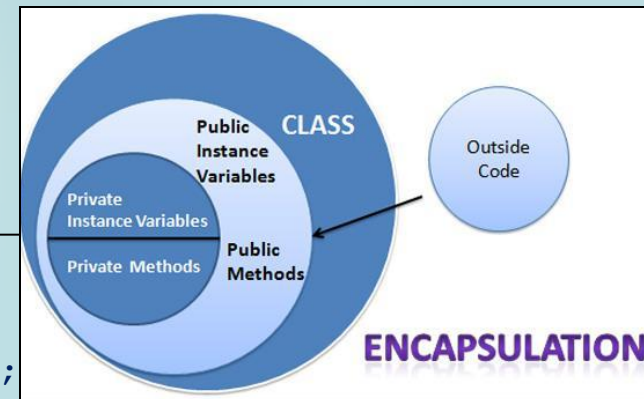 CLASS
Public
Instance
Variables
Private
Instance Variables
Private Methods
Public
Methods
Outside
Code
ENCAPSULATION
;